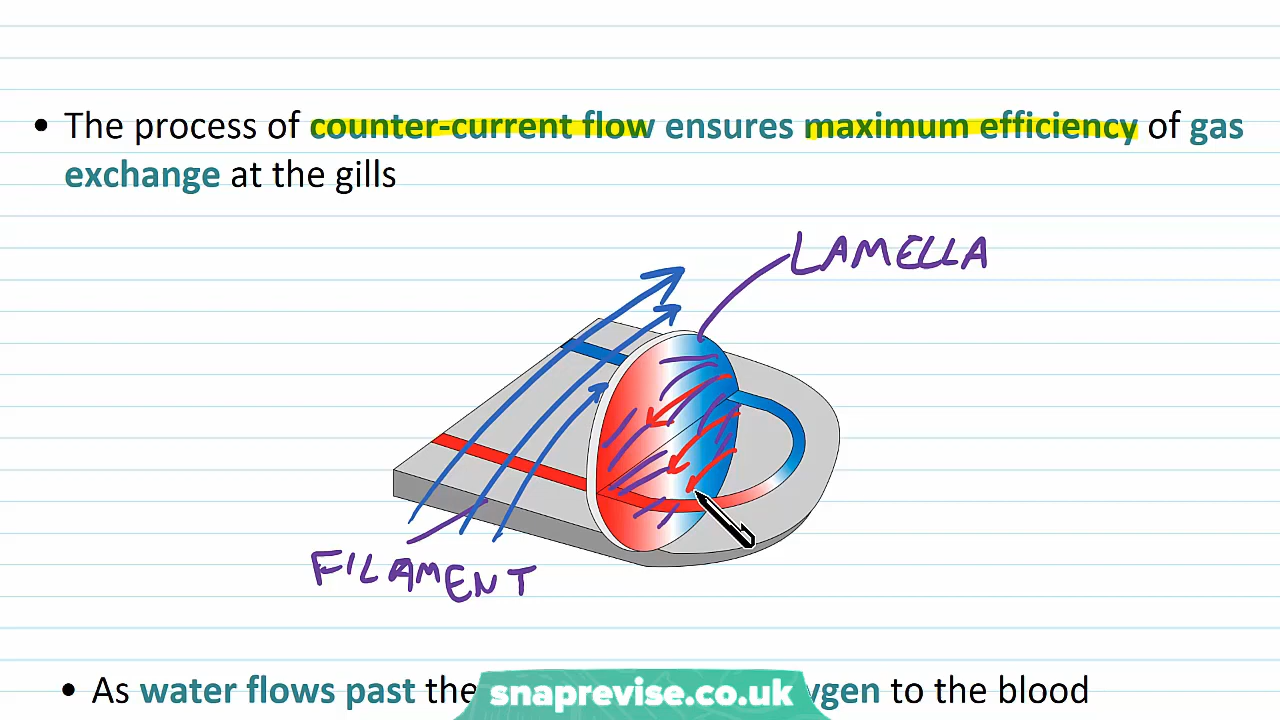 • The process of counter-current flow ensures maximum efficiency of gas
exchange at the gills
LAMELLA
FILAMENT
• As water flows past the ygen to the blood
snaprevise.co.uk